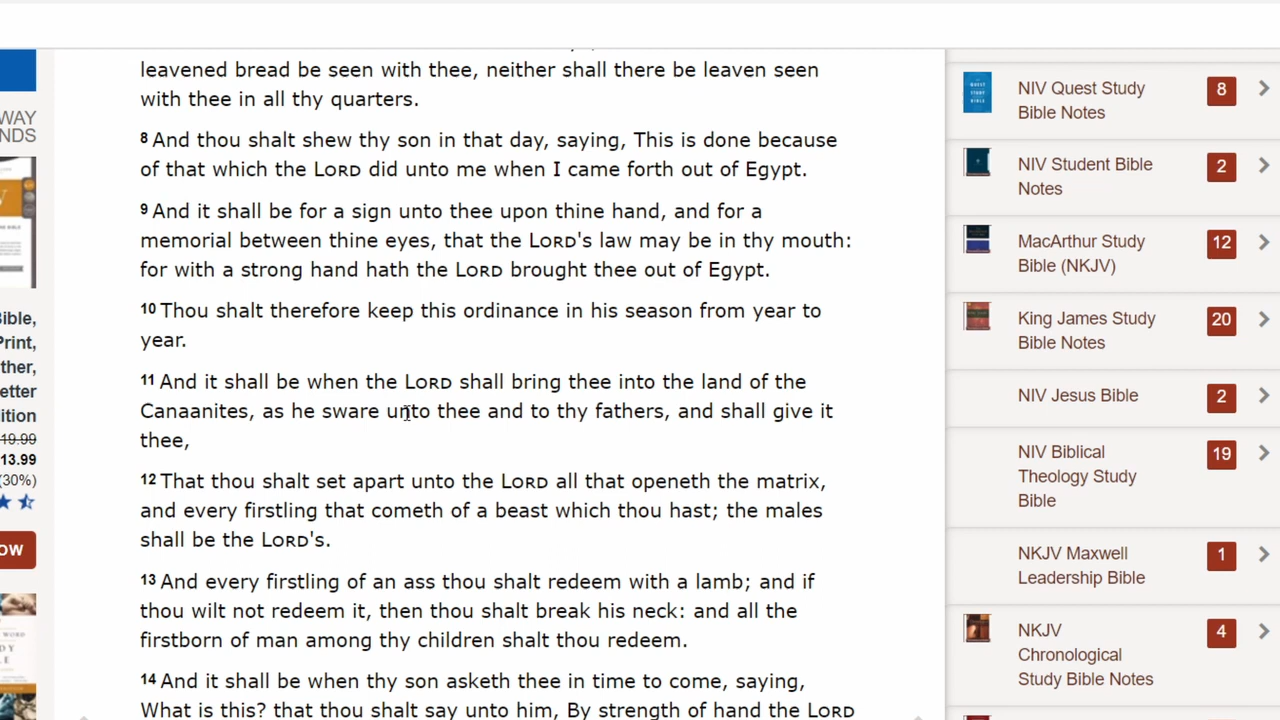 leavened bread be seen with thee, neither shall there be leaven seen
with thee in all thy quarters.
8 And thou shalt shew thy son in that day, saying, This is done because
of that which the LORD did unto me when I came forth out of Egypt.
9 And it shall be for a sign unto thee upon thine hand, and for a
memorial between thine eyes, that the LORD's law may be in thy mouth:
for with a strong hand hath the LORD brought thee out of Egypt.
10 Thou shalt therefore keep this ordinance in his season from year to
year.
11 And it shall be when the LORD shall bring thee into the land of the
Canaanites, as he sware unto thee and to thy fathers, and shall give it
thee,
12 That thou shalt set apart unto the LORD all that openeth the matrix,
and every firstling that cometh of a beast which thou hast; the males
shall be the LORD's.
13 And every firstling of an ass thou shalt redeem with a lamb; and if
thou wilt not redeem it, then thou shalt break his neck: and all the
firstborn of man among thy children shalt thou redeem.
14 And it shall be when thy son asketh thee in time to come, saying,
What is this? that thou shalt say unto him, By strength of hand the LORD
WAY
NDS
Bible,
Print,
ther,
etter
ition
19.99
13.99
(30%)
OW
NIV Quest Study
Bible Notes
8
NIV Student Bible
Notes
2
MacArthur Study
Bible (NKJV)
12
King James Study
Bible Notes
20
NIV Jesus Bible
2
NIV Biblical
Theology Study
Bible
19
NKJV Maxwell
Leadership Bible
1
NKJV
Chronological
Study Bible Notes
4